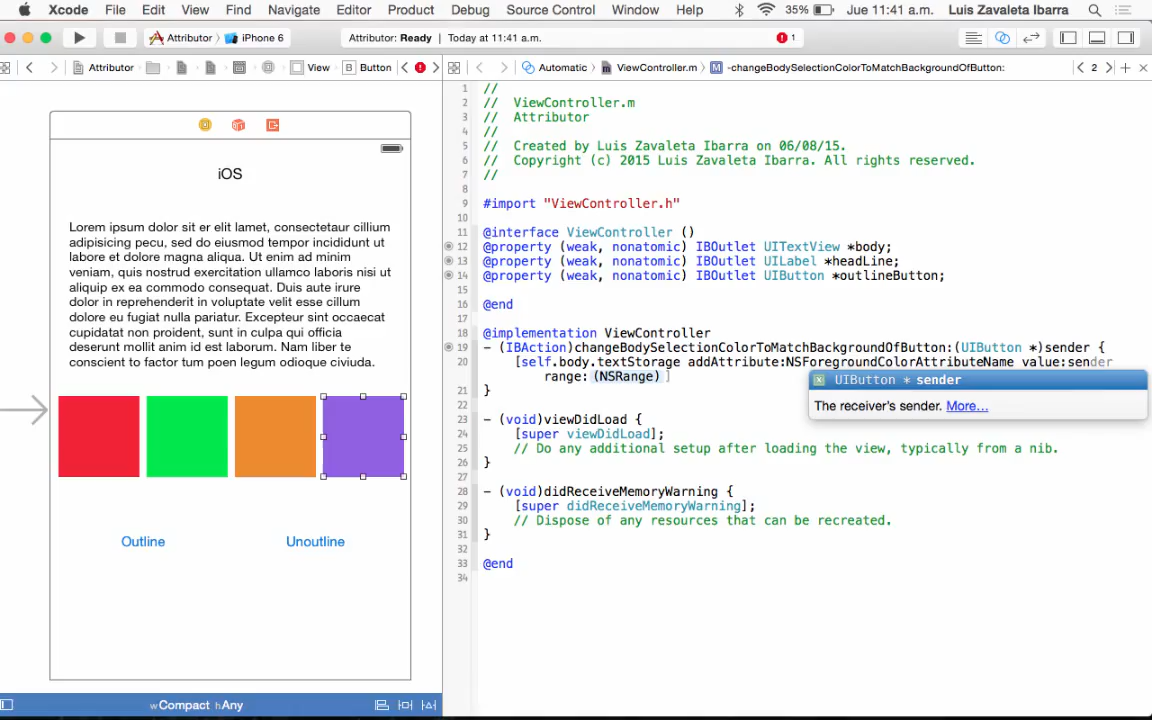 Xcode File Edit View Find Navigate Editor Product Debug Source Control Window Help 35% Jue 11:41 a.m. Luis Zavaleta Ibarra
Attributor iPhone 6 Attributor: Ready Today at 11:41 a.m. 1
Attributor View B Button Automatic ViewController.m M -changeBodySelectionColorToMatchBackgroundOfButton: 2
iOS
Lorem ipsum dolor sit er elit lamet, consectetaur cillium
adipisicing pecu, sed do eiusmod tempor incididunt ut
labore et dolore magna aliqua. Ut enim ad minim
veniam, quis nostrud exercitation ullamco laboris nisi ut
aliquip ex ea commodo consequat. Duis aute irure
dolor in reprehenderit in voluptate velit esse cillum
dolore eu fugiat nulla pariatur. Excepteur sint occaecat
cupidatat non proident, sunt in culpa qui officia
deserunt mollit anim id est laborum. Nam liber te
conscient to factor tum poen legum odioque civiuda.
Outline Unoutline
wCompact hAny
1 //
2 // ViewController.m
3 // Attributor
4 //
5 // Created by Luis Zavaleta Ibarra on 06/08/15.
6 // Copyright (c) 2015 Luis Zavaleta Ibarra. All rights reserved.
7 //
8
9 #import "ViewController.h"
10
11 @interface ViewController ()
12 @property (weak, nonatomic) IBOutlet UITextView *body;
13 @property (weak, nonatomic) IBOutlet UILabel *headLine;
14 @property (weak, nonatomic) IBOutlet UIButton *outlineButton;
15
16 @end
17
18 @implementation ViewController
19 - (IBAction)changeBodySelectionColorToMatchBackgroundOfButton:(UIButton *)sender {
20 [self.body.textStorage addAttribute:NSForegroundColorAttributeName value:sender
range:(NSRange)]
UIButton * sender
The receiver's sender. More...
21 }
22
23 - (void)viewDidLoad {
24 [super viewDidLoad];
25 // Do any additional setup after loading the view, typically from a nib.
26 }
27
28 - (void)didReceiveMemoryWarning {
29 [super didReceiveMemoryWarning];
30 // Dispose of any resources that can be recreated.
31 }
32
33 @end
34